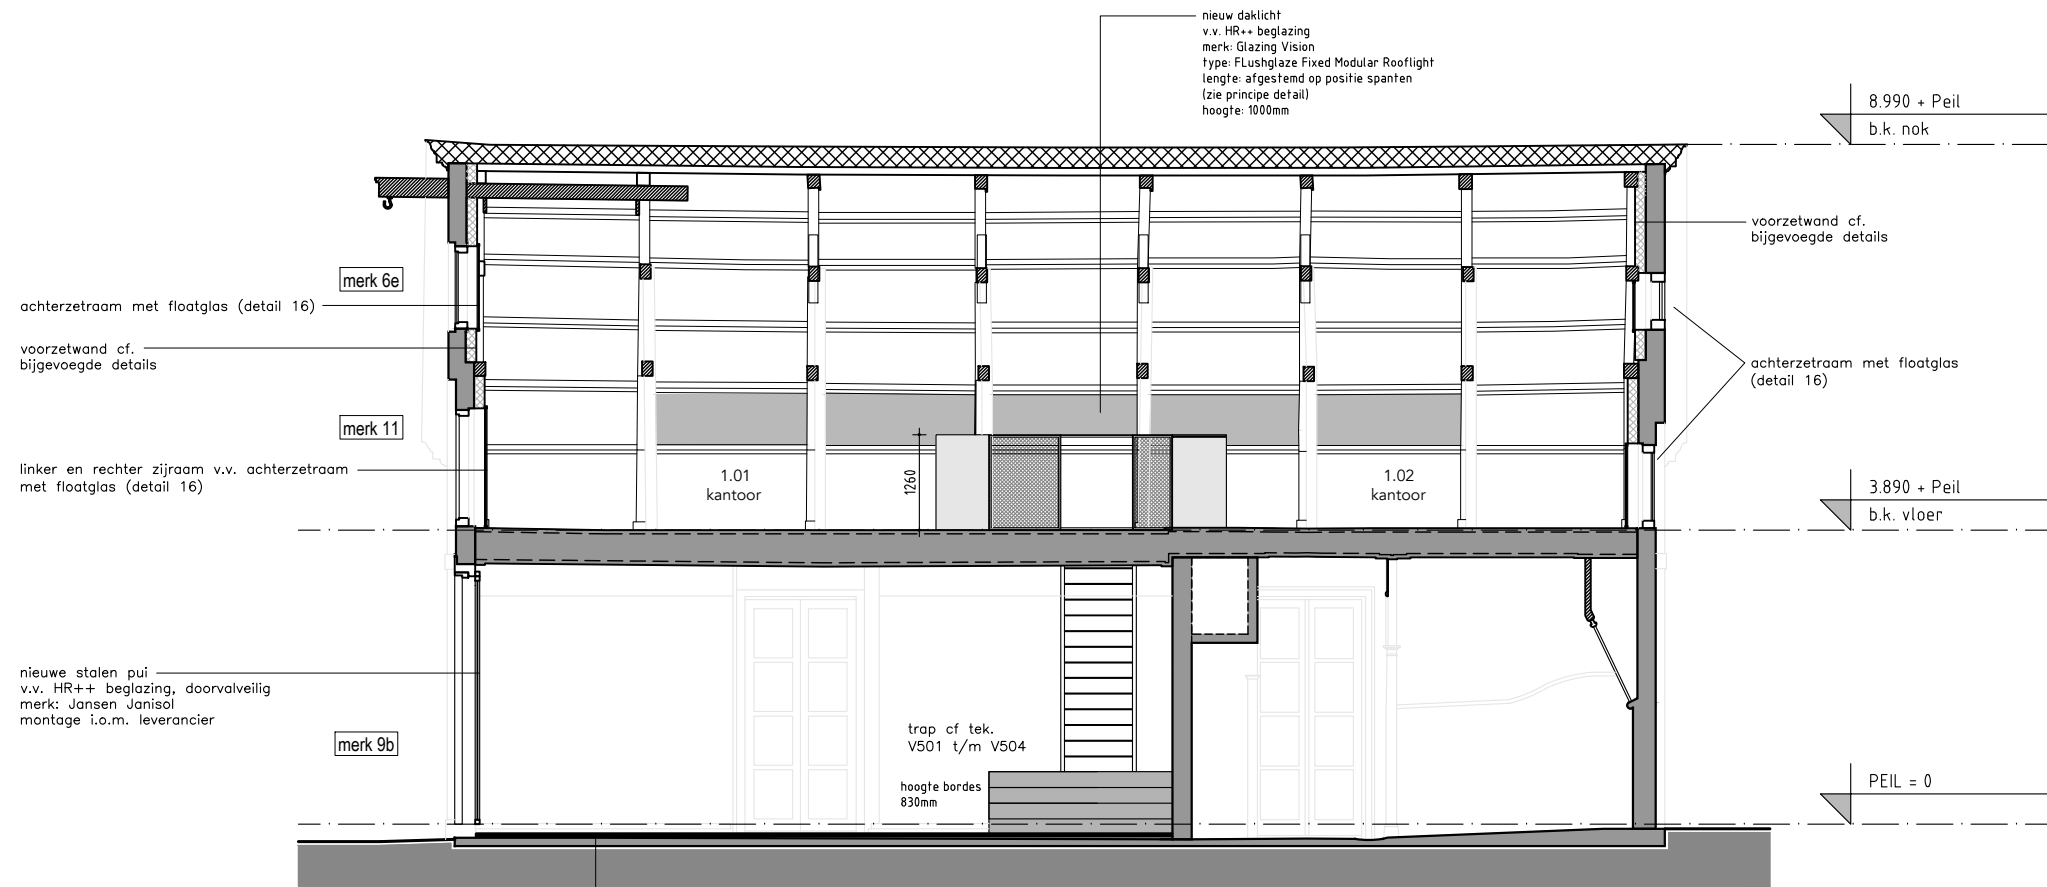 nieuw daklicht
v.v. HR++ beglazing
merk: Glazing Vision
type: FLushglaze Fixed Modular Rooflight
lengte: afgestemd op positie spanten
(zie principe detail)
hoogte: 1000mm
8.990 + Peil
b.k. nok
voorzetwand cf.
bijgevoegde details
merk 6e
achterzetraam met floatglas (detail 16)
voorzetwand cf.
bijgevoegde details
achterzetraam met floatglas
(detail 16)
merk 11
linker en rechter zijraam v.v. achterzetraam
met floatglas (detail 16)
1.01
kantoor
1260
1.02
kantoor
3.890 + Peil
b.k. vloer
nieuwe stalen pui
v.v. HR++ beglazing, doorvalveilig
merk: Jansen Janisol
montage i.o.m. leverancier
merk 9b
trap cf tek.
V501 t/m V504
hoogte bordes
830mm
PEIL = 0